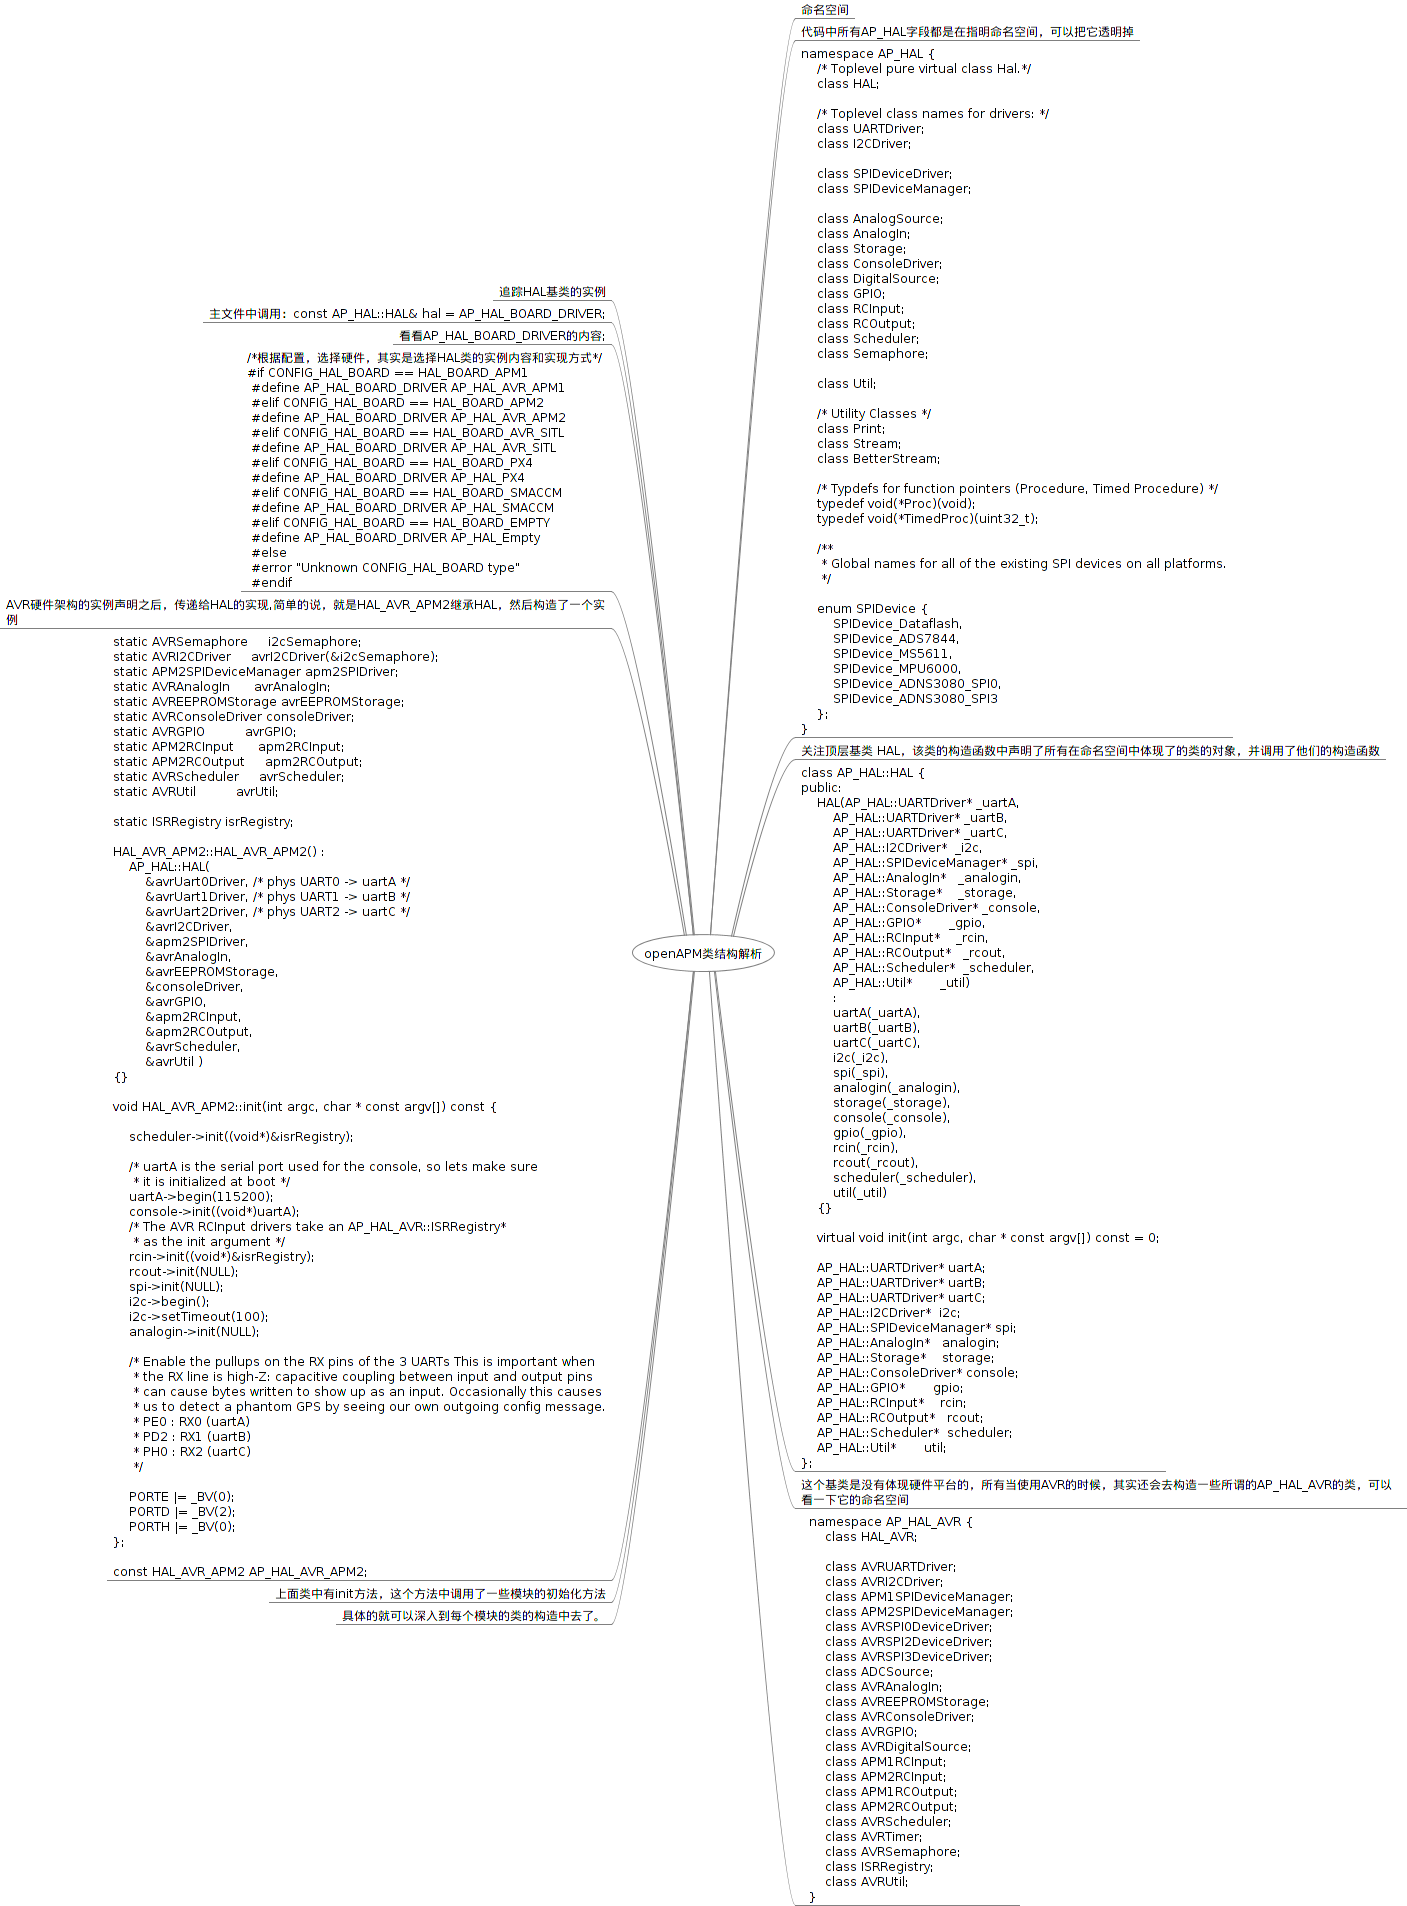 命名空间
代码中所有AP_HAL字段都是在指明命名空间，可以把它透明掉
namespace AP_HAL {
/* Toplevel pure virtual class Hal.*/
class HAL;
/* Toplevel class names for drivers: */
class UARTDriver;
class I2CDriver;
class SPIDeviceDriver;
class SPIDeviceManager;
class AnalogSource;
class AnalogIn;
class Storage;
class ConsoleDriver;
class DigitalSource;
class GPIO;
class RCInput;
class RCOutput;
class Scheduler;
class Semaphore;
class Util;
/* Utility Classes */
class Print;
class Stream;
class BetterStream;
/* Typdefs for function pointers (Procedure, Timed Procedure) */
typedef void(*Proc)(void);
typedef void(*TimedProc)(uint32_t);
/**
* Global names for all of the existing SPI devices on all platforms.
*/
enum SPIDevice {
SPIDevice_Dataflash,
SPIDevice_ADS7844,
SPIDevice_MS5611,
SPIDevice_MPU6000,
SPIDevice_ADNS3080_SPI0,
SPIDevice_ADNS3080_SPI3
};
}
关注顶层基类 HAL，该类的构造函数中声明了所有在命名空间中体现了的类的对象，并调用了他们的构造函数
class AP_HAL::HAL {
public:
HAL(AP_HAL::UARTDriver* _uartA,
AP_HAL::UARTDriver* _uartB,
AP_HAL::UARTDriver* _uartC,
AP_HAL::I2CDriver* _i2c,
AP_HAL::SPIDeviceManager* _spi,
AP_HAL::AnalogIn* _analogin,
AP_HAL::Storage* _storage,
AP_HAL::ConsoleDriver* _console,
AP_HAL::GPIO* _gpio,
AP_HAL::RCInput* _rcin,
AP_HAL::RCOutput* _rcout,
AP_HAL::Scheduler* _scheduler,
AP_HAL::Util* _util)
:
uartA(_uartA),
uartB(_uartB),
uartC(_uartC),
i2c(_i2c),
spi(_spi),
analogin(_analogin),
storage(_storage),
console(_console),
gpio(_gpio),
rcin(_rcin),
rcout(_rcout),
scheduler(_scheduler),
util(_util)
{}
virtual void init(int argc, char * const argv[]) const = 0;
AP_HAL::UARTDriver* uartA;
AP_HAL::UARTDriver* uartB;
AP_HAL::UARTDriver* uartC;
AP_HAL::I2CDriver* i2c;
AP_HAL::SPIDeviceManager* spi;
AP_HAL::AnalogIn* analogin;
AP_HAL::Storage* storage;
AP_HAL::ConsoleDriver* console;
AP_HAL::GPIO* gpio;
AP_HAL::RCInput* rcin;
AP_HAL::RCOutput* rcout;
AP_HAL::Scheduler* scheduler;
AP_HAL::Util* util;
};
这个基类是没有体现硬件平台的，所有当使用AVR的时候，其实还会去构造一些所谓的AP_HAL_AVR的类，可以
看一下它的命名空间
namespace AP_HAL_AVR {
class HAL_AVR;
class AVRUARTDriver;
class AVRI2CDriver;
class APM1SPIDeviceManager;
class APM2SPIDeviceManager;
class AVRSPI0DeviceDriver;
class AVRSPI2DeviceDriver;
class AVRSPI3DeviceDriver;
class ADCSource;
class AVRAnalogIn;
class AVREEPROMStorage;
class AVRConsoleDriver;
class AVRGPIO;
class AVRDigitalSource;
class APM1RCInput;
class APM2RCInput;
class APM1RCOutput;
class APM2RCOutput;
class AVRScheduler;
class AVRTimer;
class AVRSemaphore;
class ISRRegistry;
class AVRUtil;
}
openAPM类结构解析
追踪HAL基类的实例
主文件中调用：const AP_HAL::HAL& hal = AP_HAL_BOARD_DRIVER;
看看AP_HAL_BOARD_DRIVER的内容;
/*根据配置，选择硬件，其实是选择HAL类的实例内容和实现方式*/
#if CONFIG_HAL_BOARD == HAL_BOARD_APM1
#define AP_HAL_BOARD_DRIVER AP_HAL_AVR_APM1
#elif CONFIG_HAL_BOARD == HAL_BOARD_APM2
#define AP_HAL_BOARD_DRIVER AP_HAL_AVR_APM2
#elif CONFIG_HAL_BOARD == HAL_BOARD_AVR_SITL
#define AP_HAL_BOARD_DRIVER AP_HAL_AVR_SITL
#elif CONFIG_HAL_BOARD == HAL_BOARD_PX4
#define AP_HAL_BOARD_DRIVER AP_HAL_PX4
#elif CONFIG_HAL_BOARD == HAL_BOARD_SMACCM
#define AP_HAL_BOARD_DRIVER AP_HAL_SMACCM
#elif CONFIG_HAL_BOARD == HAL_BOARD_EMPTY
#define AP_HAL_BOARD_DRIVER AP_HAL_Empty
#else
#error "Unknown CONFIG_HAL_BOARD type"
#endif
AVR硬件架构的实例声明之后，传递给HAL的实现,简单的说，就是HAL_AVR_APM2继承HAL，然后构造了一个实
例
static AVRSemaphore i2cSemaphore;
static AVRI2CDriver avrI2CDriver(&i2cSemaphore);
static APM2SPIDeviceManager apm2SPIDriver;
static AVRAnalogIn avrAnalogIn;
static AVREEPROMStorage avrEEPROMStorage;
static AVRConsoleDriver consoleDriver;
static AVRGPIO avrGPIO;
static APM2RCInput apm2RCInput;
static APM2RCOutput apm2RCOutput;
static AVRScheduler avrScheduler;
static AVRUtil avrUtil;
static ISRRegistry isrRegistry;
HAL_AVR_APM2::HAL_AVR_APM2() :
AP_HAL::HAL(
&avrUart0Driver, /* phys UART0 -> uartA */
&avrUart1Driver, /* phys UART1 -> uartB */
&avrUart2Driver, /* phys UART2 -> uartC */
&avrI2CDriver,
&apm2SPIDriver,
&avrAnalogIn,
&avrEEPROMStorage,
&consoleDriver,
&avrGPIO,
&apm2RCInput,
&apm2RCOutput,
&avrScheduler,
&avrUtil )
{}
void HAL_AVR_APM2::init(int argc, char * const argv[]) const {
scheduler->init((void*)&isrRegistry);
/* uartA is the serial port used for the console, so lets make sure
* it is initialized at boot */
uartA->begin(115200);
console->init((void*)uartA);
/* The AVR RCInput drivers take an AP_HAL_AVR::ISRRegistry*
* as the init argument */
rcin->init((void*)&isrRegistry);
rcout->init(NULL);
spi->init(NULL);
i2c->begin();
i2c->setTimeout(100);
analogin->init(NULL);
/* Enable the pullups on the RX pins of the 3 UARTs This is important when
* the RX line is high-Z: capacitive coupling between input and output pins
* can cause bytes written to show up as an input. Occasionally this causes
* us to detect a phantom GPS by seeing our own outgoing config message.
* PE0 : RX0 (uartA)
* PD2 : RX1 (uartB)
* PH0 : RX2 (uartC)
*/
PORTE |= _BV(0);
PORTD |= _BV(2);
PORTH |= _BV(0);
};
const HAL_AVR_APM2 AP_HAL_AVR_APM2;
上面类中有init方法，这个方法中调用了一些模块的初始化方法
具体的就可以深入到每个模块的类的构造中去了。